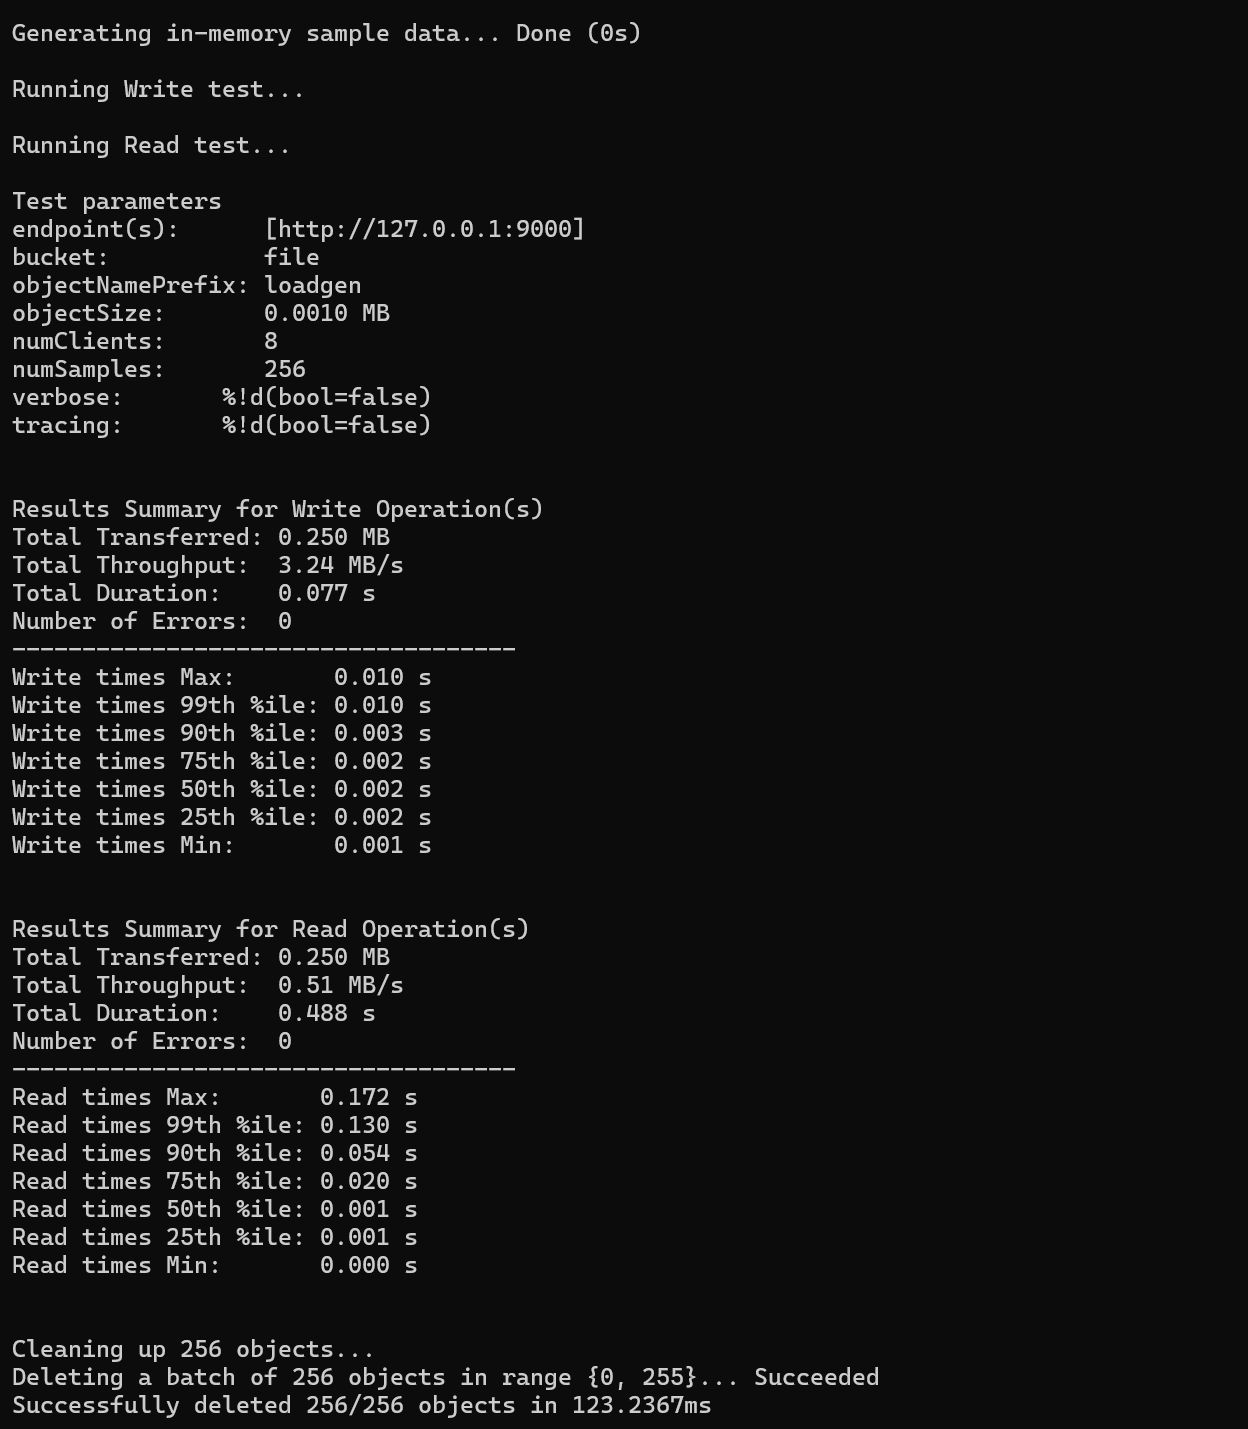 Generating in-memory sample data... Done (0s)
Running Write test...
Running Read test...
Test parameters
endpoint(s):      [http://127.0.0.1:9000]
bucket:           file
objectNamePrefix: loadgen
objectSize:       0.0010 MB
numClients:       8
numSamples:       256
verbose:       %!d(bool=false)
tracing:       %!d(bool=false)
Results Summary for Write Operation(s)
Total Transferred: 0.250 MB
Total Throughput:  3.24 MB/s
Total Duration:    0.077 s
Number of Errors:  0
------------------------------------
Write times Max:       0.010 s
Write times 99th %ile: 0.010 s
Write times 90th %ile: 0.003 s
Write times 75th %ile: 0.002 s
Write times 50th %ile: 0.002 s
Write times 25th %ile: 0.002 s
Write times Min:       0.001 s
Results Summary for Read Operation(s)
Total Transferred: 0.250 MB
Total Throughput:  0.51 MB/s
Total Duration:    0.488 s
Number of Errors:  0
------------------------------------
Read times Max:       0.172 s
Read times 99th %ile: 0.130 s
Read times 90th %ile: 0.054 s
Read times 75th %ile: 0.020 s
Read times 50th %ile: 0.001 s
Read times 25th %ile: 0.001 s
Read times Min:       0.000 s
Cleaning up 256 objects...
Deleting a batch of 256 objects in range {0, 255}... Succeeded
Successfully deleted 256/256 objects in 123.2367ms